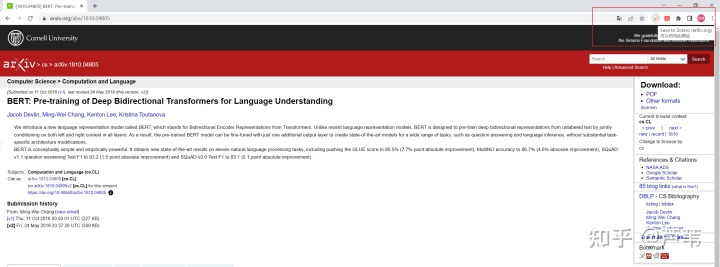 [1810.04805] BERT: Pre-trainin
arxiv.org/abs/1810.04805
Save to Zotero (arXiv.org)
Cornell University
We gratefully
the Simons Foundation
arXiv > cs > arXiv:1810.04805
Search
All fields
Search
Help | Advanced Search
Computer Science > Computation and Language
[Submitted on 11 Oct 2018 (v1), last revised 24 May 2019 (this version, v2)]
BERT: Pre-training of Deep Bidirectional Transformers for Language Understanding
Jacob Devlin, Ming-Wei Chang, Kenton Lee, Kristina Toutanova
We introduce a new language representation model called BERT, which stands for Bidirectional Encoder Representations from Transformers. Unlike recent language representation models, BERT is designed to pre-train deep bidirectional representations from unlabeled text by jointly
conditioning on both left and right context in all layers. As a result, the pre-trained BERT model can be fine-tuned with just one additional output layer to create state-of-the-art models for a wide range of tasks, such as question answering and language inference, without substantial task-
specific architecture modifications.
BERT is conceptually simple and empirically powerful. It obtains new state-of-the-art results on eleven natural language processing tasks, including pushing the GLUE score to 80.5% (7.7% point absolute improvement), MultiNLI accuracy to 86.7% (4.6% absolute improvement), SQuAD
v1.1 question answering Test F1 to 93.2 (1.5 point absolute improvement) and SQuAD v2.0 Test F1 to 83.1 (5.1 point absolute improvement).
Subjects: Computation and Language (cs.CL)
Cite as: arXiv:1810.04805 [cs.CL]
(or arXiv:1810.04805v2 [cs.CL] for this version)
https://doi.org/10.48550/arXiv.1810.04805
Submission history
From: Ming-Wei Chang [view email]
[v1] Thu, 11 Oct 2018 00:50:01 UTC (227 KB)
[v2] Fri, 24 May 2019 20:37:26 UTC (309 KB)
Download:
PDF
Other formats
(license)
Current browse context:
cs.CL
< prev | next >
new | recent | 1810
Change to browse by:
cs
References & Citations
NASA ADS
Google Scholar
Semantic Scholar
85 blog links (what is this?)
DBLP - CS Bibliography
listing | bibtex
Jacob Devlin
Ming-Wei Chang
Kenton Lee
Bookmark
知乎